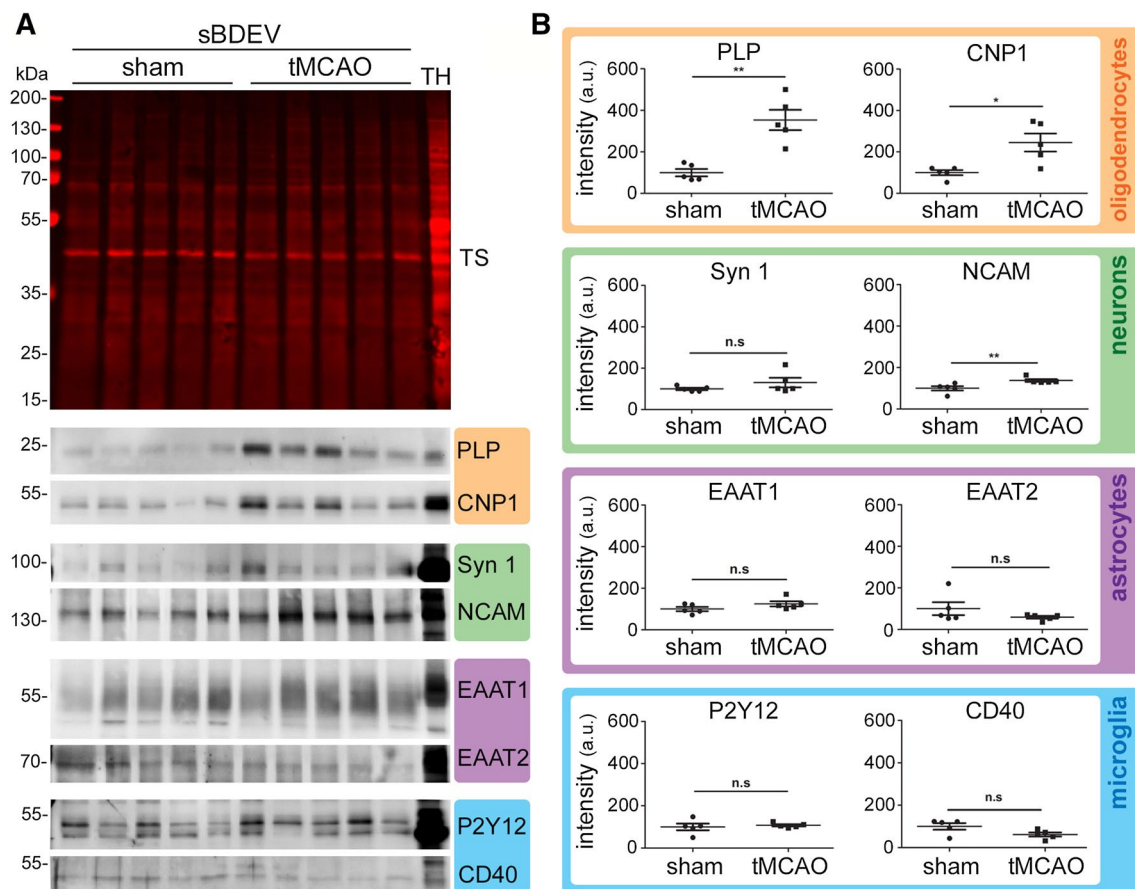 A
sBDEV
sham tMCAO TH
kDa
200-
130-
100-
70-
55-
35-
25-
15-
TS
25-
PLP
55-
CNP1
100-
Syn 1
130-
NCAM
55-
EAAT1
70-
EAAT2
55-
P2Y12
55-
CD40
B
PLP
intensity (a.u.)
600
400
200
0
**
sham tMCAO
CNP1
600
400
200
0
*
sham tMCAO
oligodendrocytes
Syn 1
intensity (a.u.)
600
400
200
0
n.s
sham tMCAO
NCAM
600
400
200
0
**
sham tMCAO
neurons
EAAT1
intensity (a.u.)
600
400
200
0
n.s
sham tMCAO
EAAT2
600
400
200
0
n.s
sham tMCAO
astrocytes
P2Y12
intensity (a.u.)
600
400
200
0
n.s
sham tMCAO
CD40
600
400
200
0
n.s
sham tMCAO
microglia